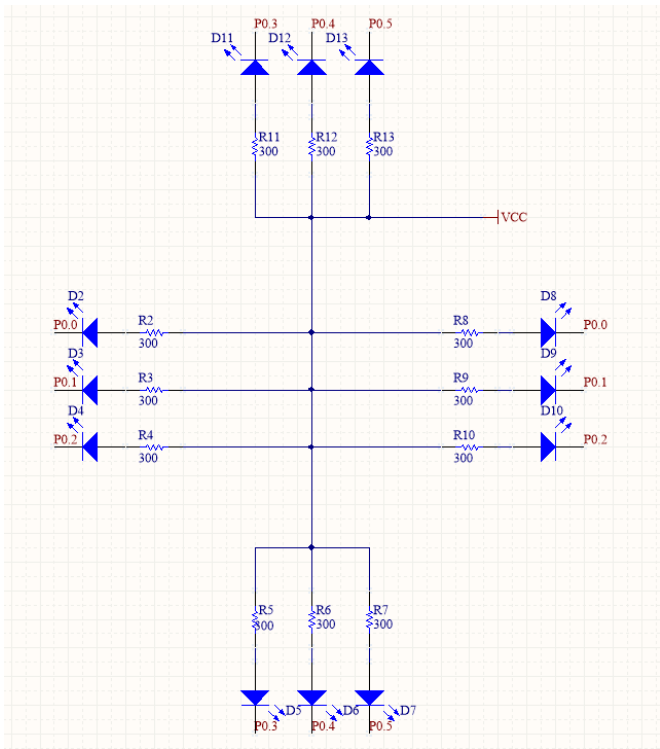 P0.3 P0.4 P0.5
D11 D12 D13
R11 R12 R13
300 300 300
VCC
D2 D8
P0.0 R2 R8 P0.0
300 300
D3 D9
P0.1 R3 R9 P0.1
300 300
D4 D10
P0.2 R4 R10 P0.2
300 300
R5 R6 R7
300 300 300
D5 D6 D7
P0.3 P0.4 P0.5